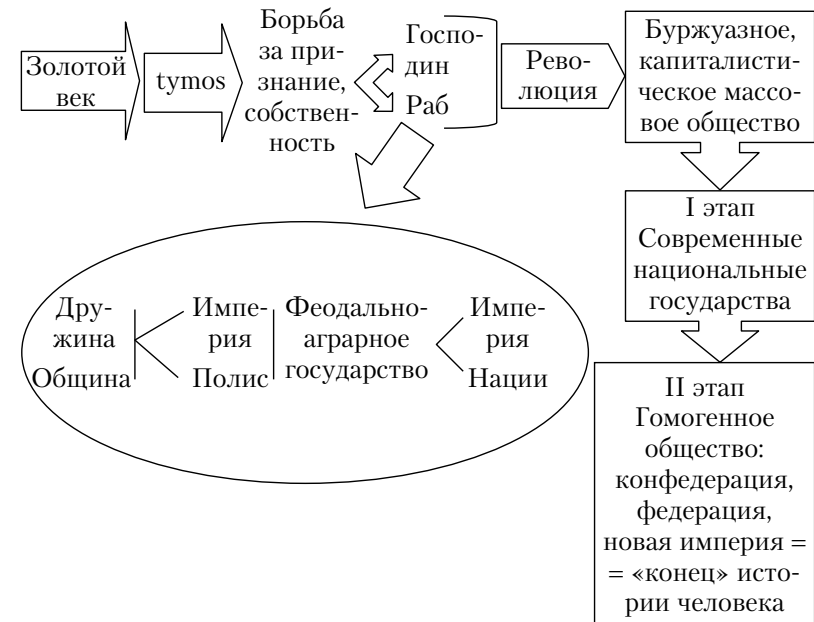 Золотой
век
tymos
Борьба
за при-
знание,
собствен-
ность
Госпо-
дин
Раб
Рево-
люция
Буржуазное,
капиталисти-
ческое массо-
вое общество
I этап
Современные
национальные
государства
II этап
Гомогенное
общество:
конфедерация,
федерация,
новая империя =
= «конец» исто-
рии человека
Дру-
жина
Община
Импе-
рия
Полис
Феодально-
аграрное
государство
Импе-
рия
Нации